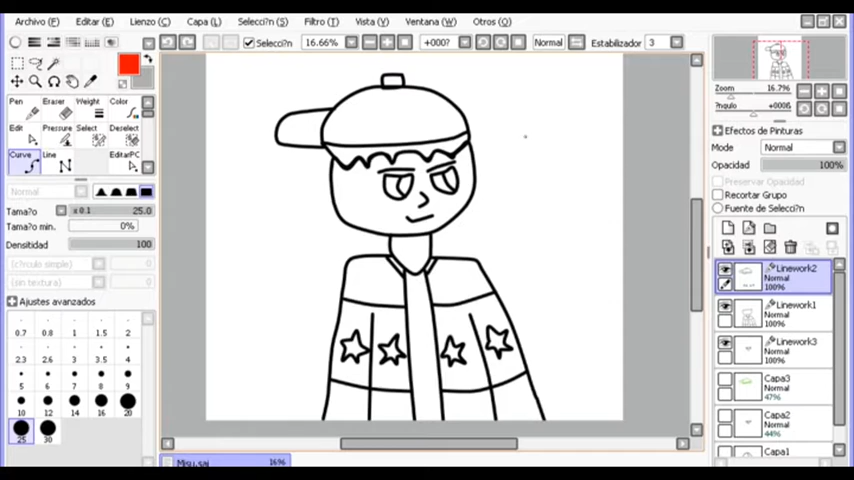 Archivo (F) Editar (E) Lienzo (C) Capa (L) Selecci?n (S) Filtro (T) Vista (V) Ventana (W) Otros (O)
Selecci?n 16.66% +000? Normal Estabilizador 3
Zoom 16.7%
?ngulo +000§
Pen Eraser Weight Color
Edit Pressure Select Deselect
Curve Line EditarPC
Normal
Tama?o x 0.1 25.0
Tama?o min. 0%
Densitidad 100
(c?rculo simple)
(sin textura)
Ajustes avanzados
0.7 0.8 1 1.5 2
2.3 2.6 3 3.5 4
5 6 7 8 9
10 12 14 16 20
25 30
Efectos de Pinturas
Mode Normal
Opacidad 100%
Preservar Opacidad
Recortar Grupo
Fuente de Selecci?n
Linework2
Normal
100%
Linework1
Normal
100%
Linework3
Normal
100%
Capa3
47%
Capa2
44%
Capa1
Misu.sai 16%